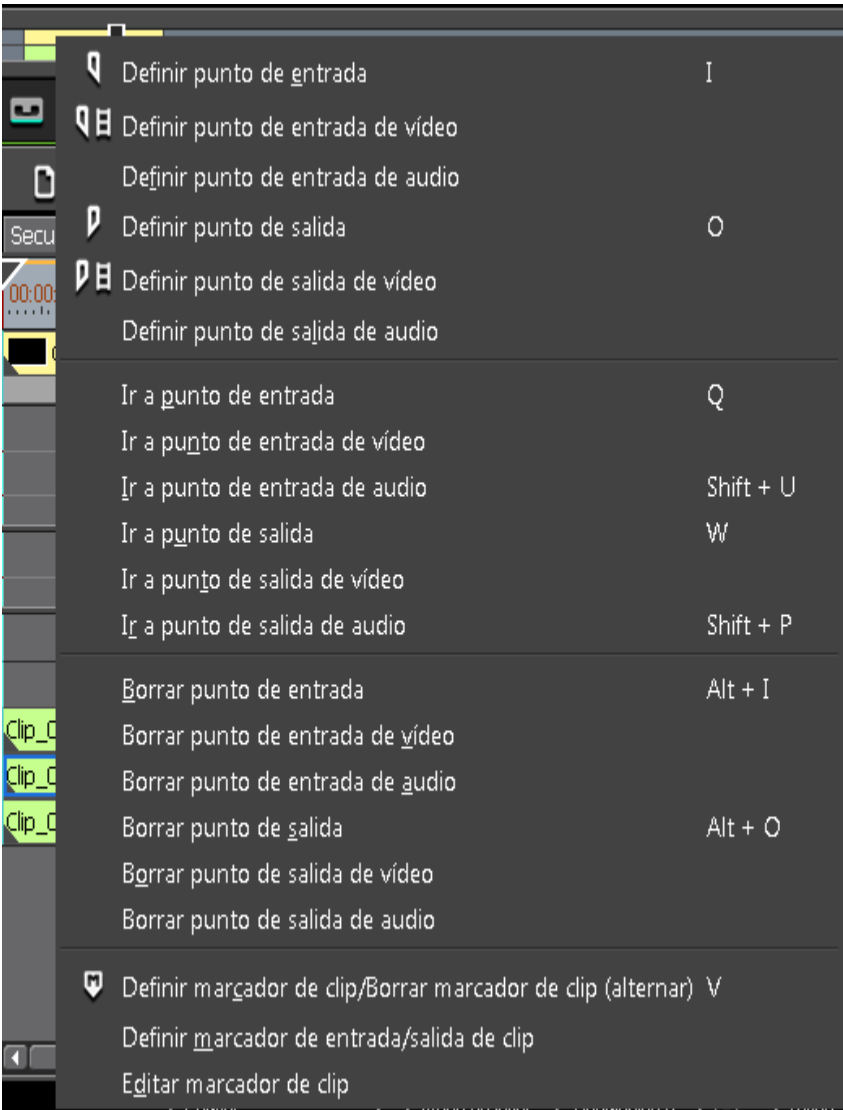 Definir punto de entrada I
Definir punto de entrada de vídeo
Definir punto de entrada de audio
Definir punto de salida O
Definir punto de salida de vídeo
Definir punto de salida de audio
Ir a punto de entrada Q
Ir a punto de entrada de vídeo
Ir a punto de entrada de audio Shift + U
Ir a punto de salida W
Ir a punto de salida de vídeo
Ir a punto de salida de audio Shift + P
Borrar punto de entrada Alt + I
Borrar punto de entrada de vídeo
Borrar punto de entrada de audio
Borrar punto de salida Alt + O
Borrar punto de salida de vídeo
Borrar punto de salida de audio
Definir marcador de clip/Borrar marcador de clip (alternar) V
Definir marcador de entrada/salida de clip
Editar marcador de clip
Secu
00:00:
Clip_C
Clip_C
Clip_C